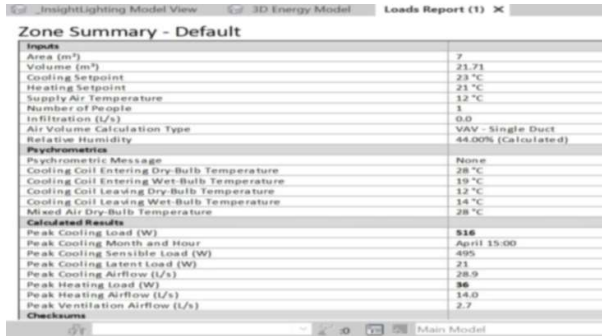 _InsightLighting Model View 3D Energy Model Loads Report (1) X
Zone Summary - Default
Inputs
Area (m²) 7
Volume (m³) 21.71
Cooling Setpoint 23 °C
Heating Setpoint 21 °C
Supply Air Temperature 12 °C
Number of People 1
Infiltration (L/s) 0.0
Air Volume Calculation Type VAV - Single Duct
Relative Humidity 44.00% (Calculated)
Psychrometrics
Psychrometric Message None
Cooling Coil Entering Dry-Bulb Temperature 28 °C
Cooling Coil Entering Wet-Bulb Temperature 19 °C
Cooling Coil Leaving Dry-Bulb Temperature 12 °C
Cooling Coil Leaving Wet-Bulb Temperature 14 °C
Mixed Air Dry-Bulb Temperature 28 °C
Calculated Results
Peak Cooling Load (W) 516
Peak Cooling Month and Hour April 15:00
Peak Cooling Sensible Load (W) 495
Peak Cooling Latent Load (W) 21
Peak Cooling Airflow (L/s) 28.9
Peak Heating Load (W) 36
Peak Heating Airflow (L/s) 14.0
Peak Ventilation Airflow (L/s) 2.7
Checksums
:0 Main Model